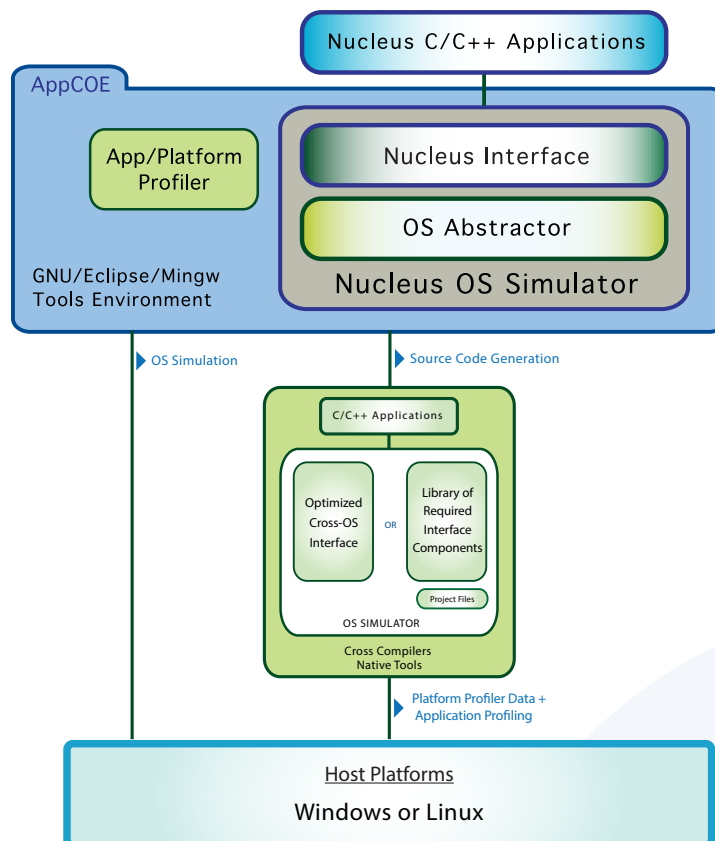 Nucleus C/C++ Applications
AppCOE
App/Platform
Profiler
Nucleus Interface
OS Abstractor
Nucleus OS Simulator
GNU/Eclipse/Mingw
Tools Environment
OS Simulation
Source Code Generation
C/C++ Applications
Optimized
Cross-OS
Interface
OR
Library of
Required
Interface
Components
Project Files
OS SIMULATOR
Cross Compilers
Native Tools
Platform Profiler Data +
Application Profiling
Host Platforms
Windows or Linux